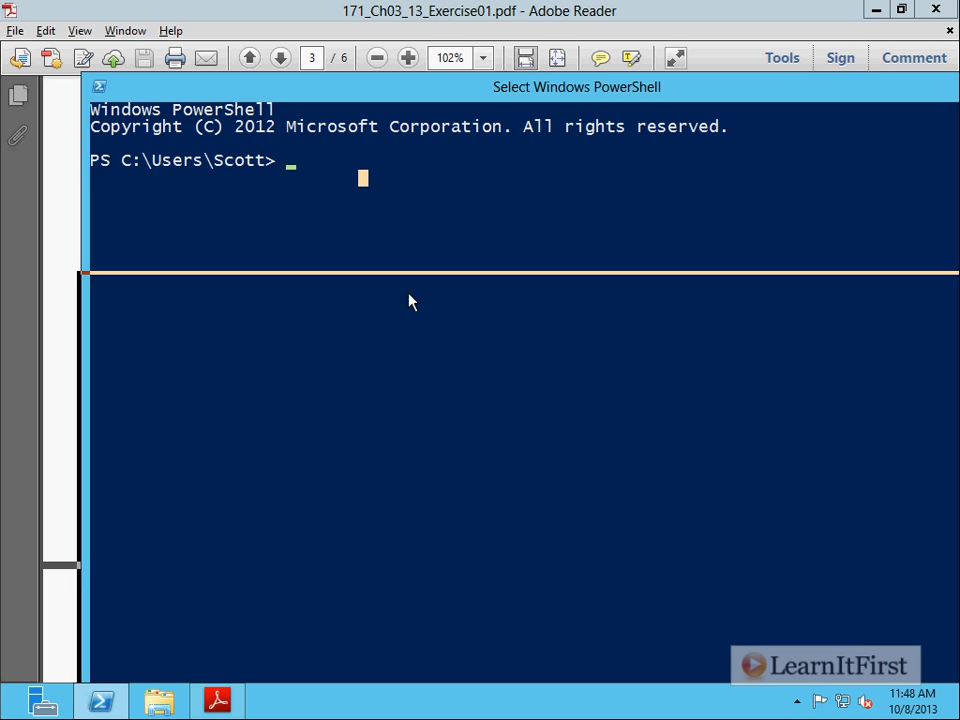 171_Ch03_13_Exercise01.pdf - Adobe Reader
File Edit View Window Help
3 / 6 102% Tools Sign Comment
Select Windows PowerShell
Windows PowerShell
Copyright (C) 2012 Microsoft Corporation. All rights reserved.
PS C:\Users\Scott>
LearnItFirst
11:48 AM
10/8/2013